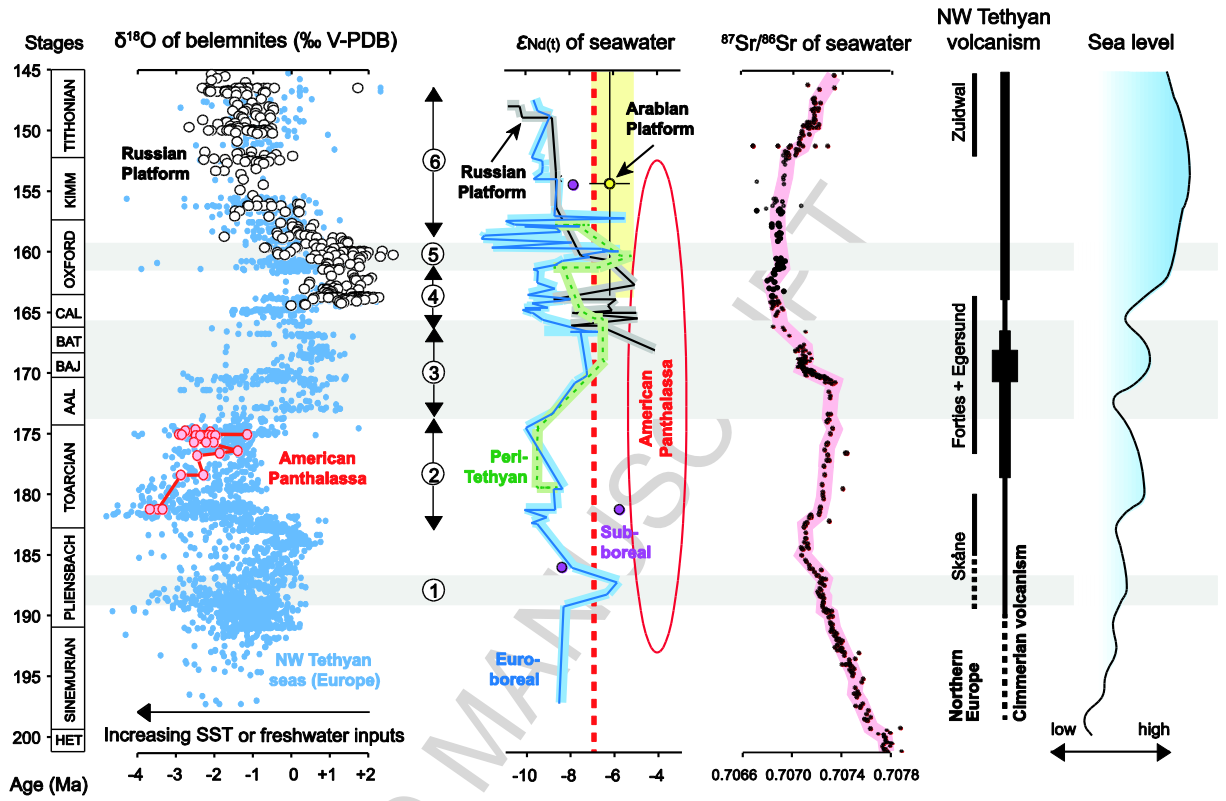 Stages
δ¹⁸O of belemnites (‰ V-PDB)
εNd(t) of seawater
⁸⁷Sr/⁸⁶Sr of seawater
NW Tethyan
volcanism
Sea level
145
150
155
160
165
170
175
180
185
190
195
200
Age (Ma)
TITHONIAN
KIMM
OXFORD
CAL
BAT
BAJ
AAL
TOARCIAN
PLIENSBACH
SINEMURIAN
HET
Russian
Platform
American
Panthalassa
NW Tethyan
seas (Europe)
Increasing SST or freshwater inputs
-4 -3 -2 -1 0 +1 +2
6
5
4
3
2
1
Russian
Platform
Arabian
Platform
American
Panthalassa
Peri-
Tethyan
Sub-
boreal
Euro-
boreal
-10 -8 -6 -4
0.7066 0.7070 0.7074 0.7078
Zuidwal
Forties + Egersund
Skåne
Northern
Europe
Cimmerian volcanism
low high
MANUSCRIPT